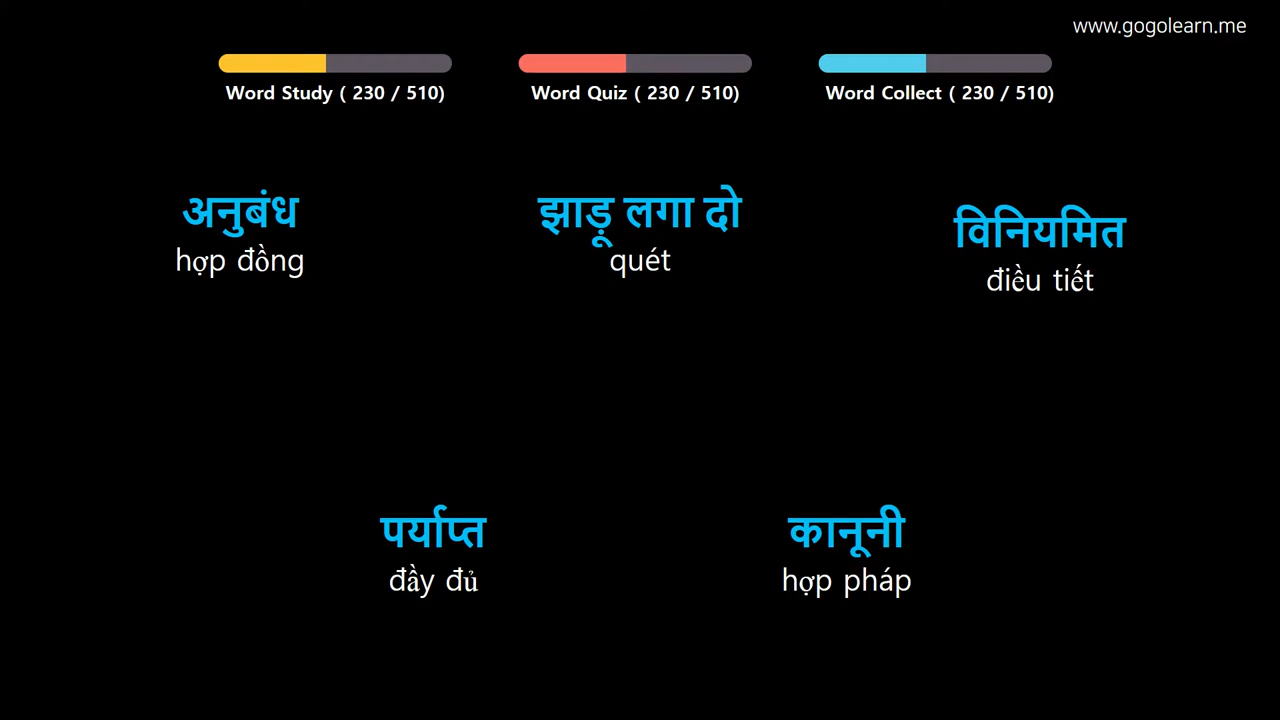 www.gogolearn.me
Word Study ( 230 / 510)
Word Quiz ( 230 / 510)
Word Collect ( 230 / 510)
अनुबंध
hợp đồng
झाड़ू लगा दो
quét
विनियमित
điều tiết
पर्याप्त
đầy đủ
कानूनी
hợp pháp